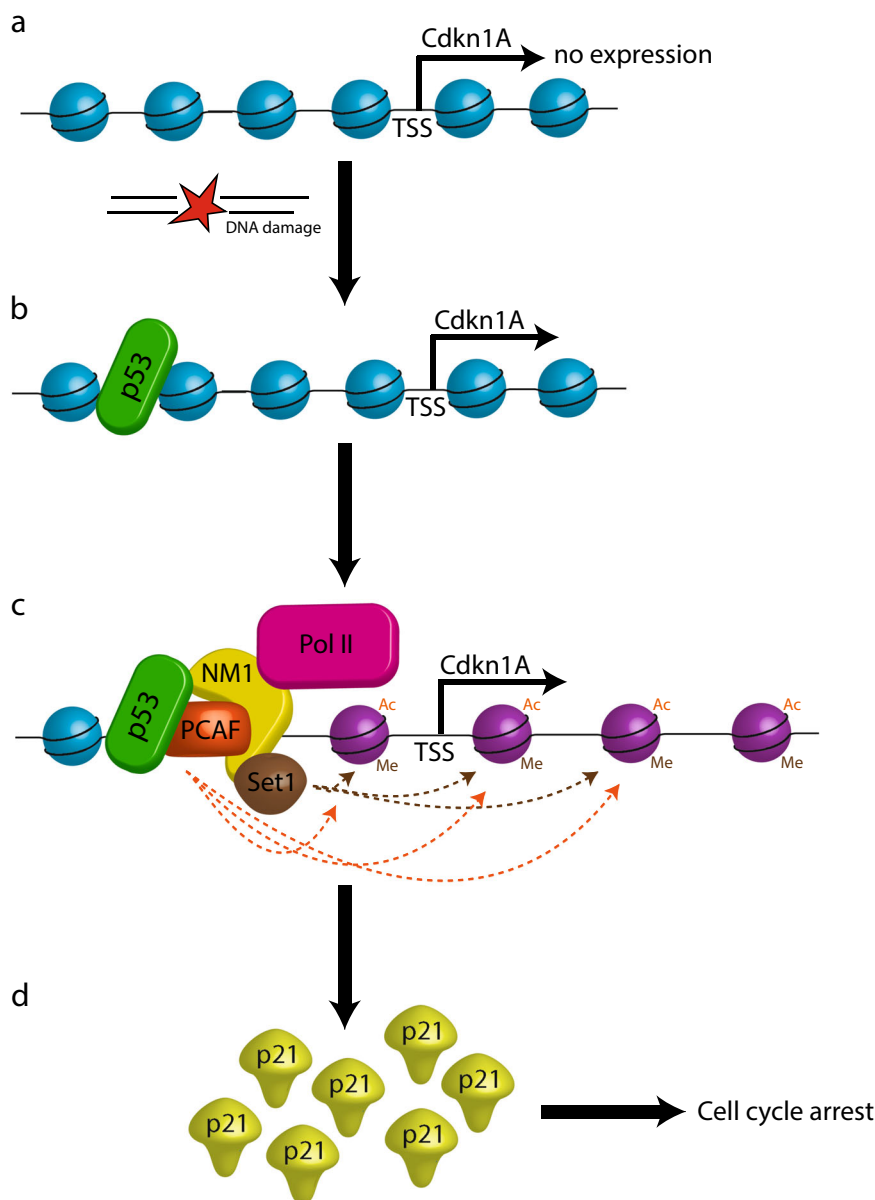 a
Cdkn1A
no expression
TSS
DNA damage
b
Cdkn1A
p53
TSS
c
Pol II
NM1
Cdkn1A
p53
PCAF
Ac
Ac
Ac
Ac
TSS
Me
Me
Me
Me
Set1
d
p21
p21
p21
p21
p21
p21
p21
Cell cycle arrest